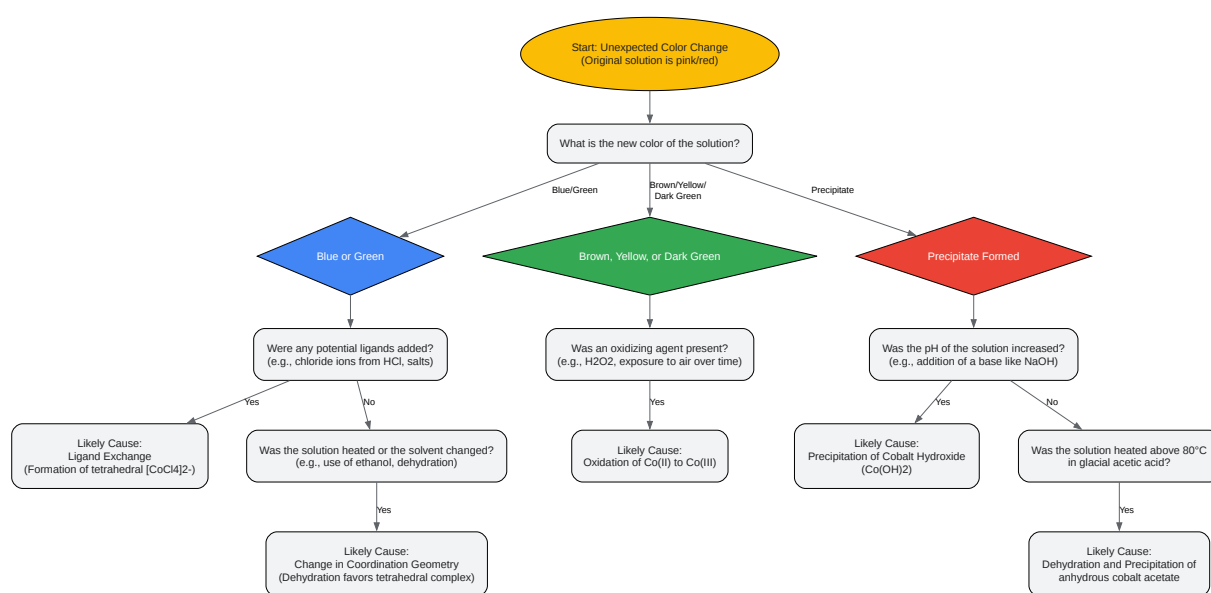 Start: Unexpected Color Change
(Original solution is pink/red)
What is the new color of the solution?
Blue/Green
Brown/Yellow/
Dark Green
Precipitate
Blue or Green
Brown, Yellow, or Dark Green
Precipitate Formed
Were any potential ligands added?
(e.g., chloride ions from HCl, salts)
Was an oxidizing agent present?
(e.g., H2O2, exposure to air over time)
Was the pH of the solution increased?
(e.g., addition of a base like NaOH)
Yes
No
Yes
Yes
No
Likely Cause:
Ligand Exchange
(Formation of tetrahedral [CoCl4]2-)
Was the solution heated or the solvent changed?
(e.g., use of ethanol, dehydration)
Likely Cause:
Oxidation of Co(II) to Co(III)
Likely Cause:
Precipitation of Cobalt Hydroxide
(Co(OH)2)
Was the solution heated above 80°C
in glacial acetic acid?
Yes
Yes
Likely Cause:
Change in Coordination Geometry
(Dehydration favors tetrahedral complex)
Likely Cause:
Dehydration and Precipitation of
anhydrous cobalt acetate